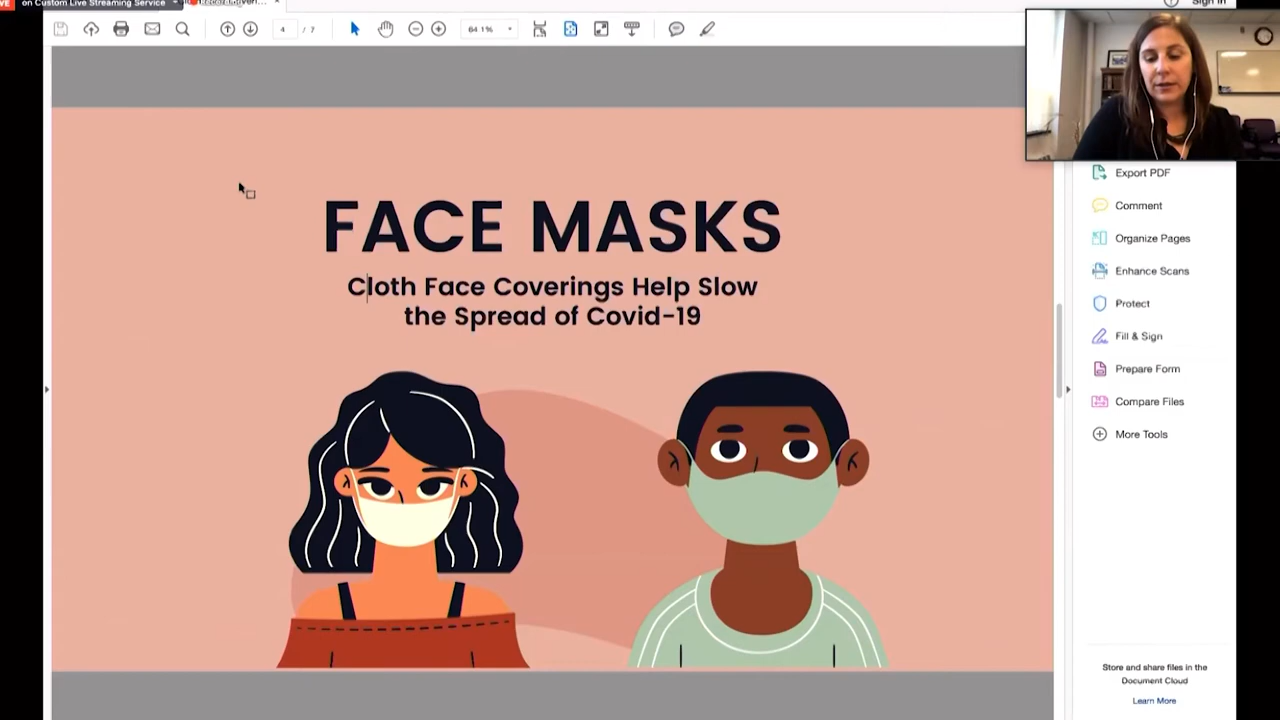 on Custom Live Streaming Service
Sign In
4 / 7
64.1%
FACE MASKS
Cloth Face Coverings Help Slow
the Spread of Covid-19
Export PDF
Comment
Organize Pages
Enhance Scans
Protect
Fill & Sign
Prepare Form
Compare Files
More Tools
Store and share files in the
Document Cloud
Learn More